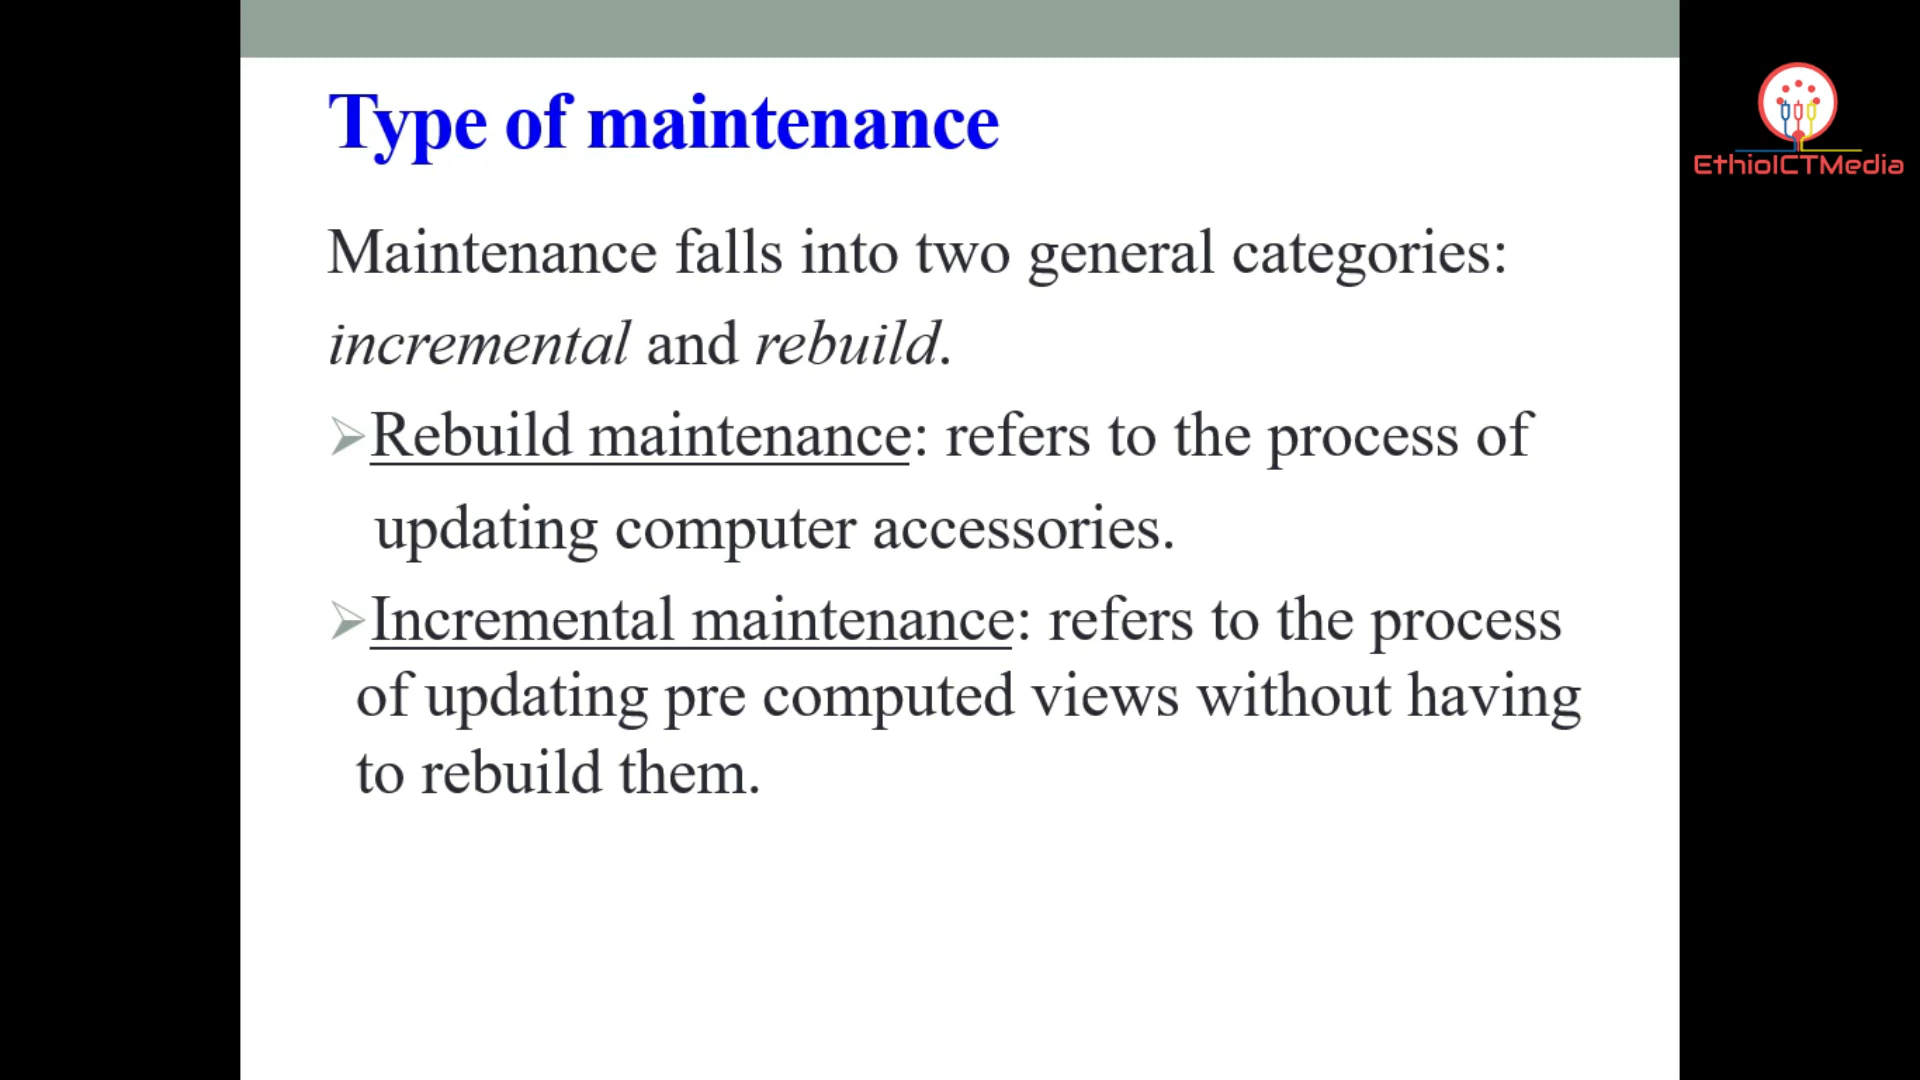 Type of maintenance
EthioICTMedia
Maintenance falls into two general categories:
incremental and rebuild.
Rebuild maintenance: refers to the process of
updating computer accessories.
Incremental maintenance: refers to the process
of updating pre computed views without having
to rebuild them.